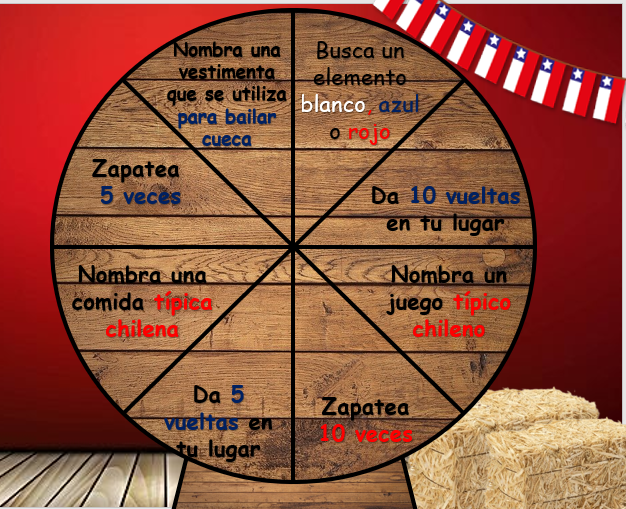 Nombra una
vestimenta
que se utiliza
para bailar
cueca
Busca un
elemento
blanco, azul
o rojo
Zapatea
5 veces
Da 10 vueltas
en tu lugar
Nombra una
comida típica
chilena
Nombra un
juego típico
chileno
Da 5
vueltas en
tu lugar
Zapatea
10 veces